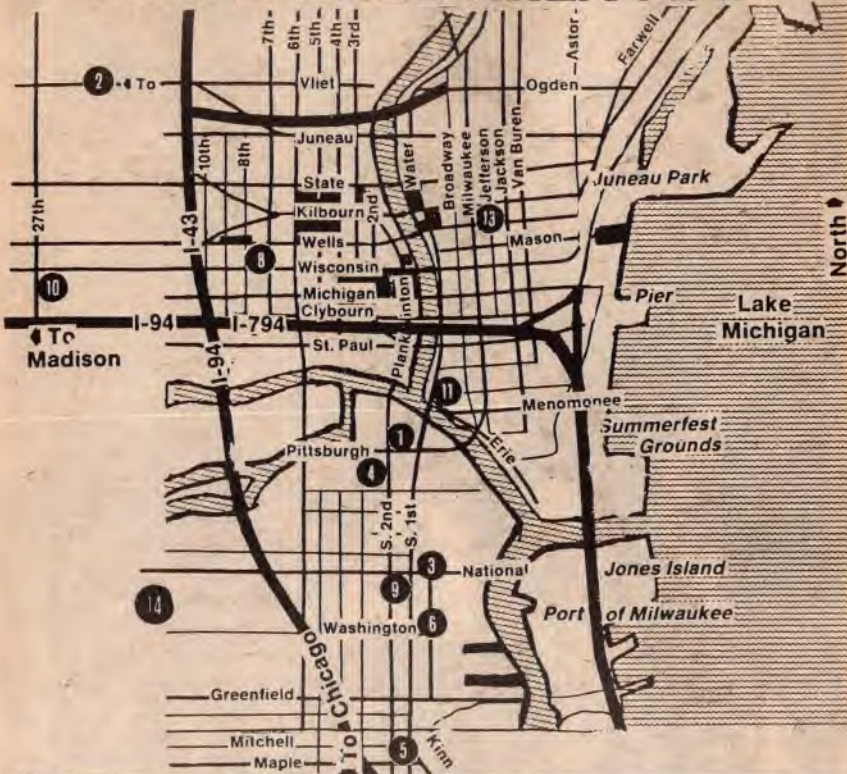 7th
6th
5th
4th
3rd
Astor
Farwell
2
To
Vliet
Ogden
Juneau
10th
8th
Water
Broadway
Milwaukee
Jefferson
Jackson
Van Buren
State
Juneau Park
27th
I-43
Kilbourn
2nd
13
North
Wells
Mason
8
Wisconsin
10
Michigan
Plankinton
Pier
Lake
Michigan
Clybourn
I-94
I-794
To
Madison
St. Paul
I-94
11
Menomonee
Summerfest
Grounds
1
Pittsburgh
Erie
4
S. 2nd
S. 1st
3
National
Jones Island
9
14
Port of Milwaukee
Washington
6
To Chicago
Greenfield
Mitchell
5
Kinn
Maple